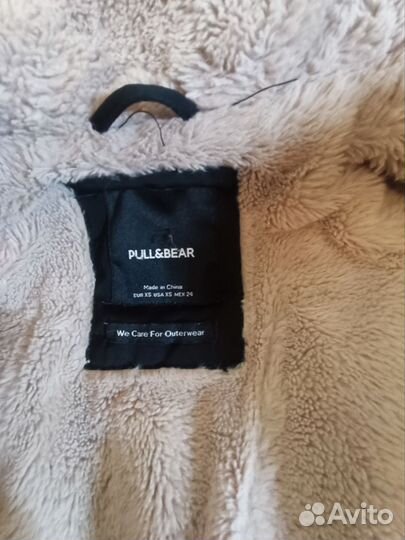 PULL&BEAR
Made in China
EUR XS USA XS MEX 24
We Care For Outerwear
Avito